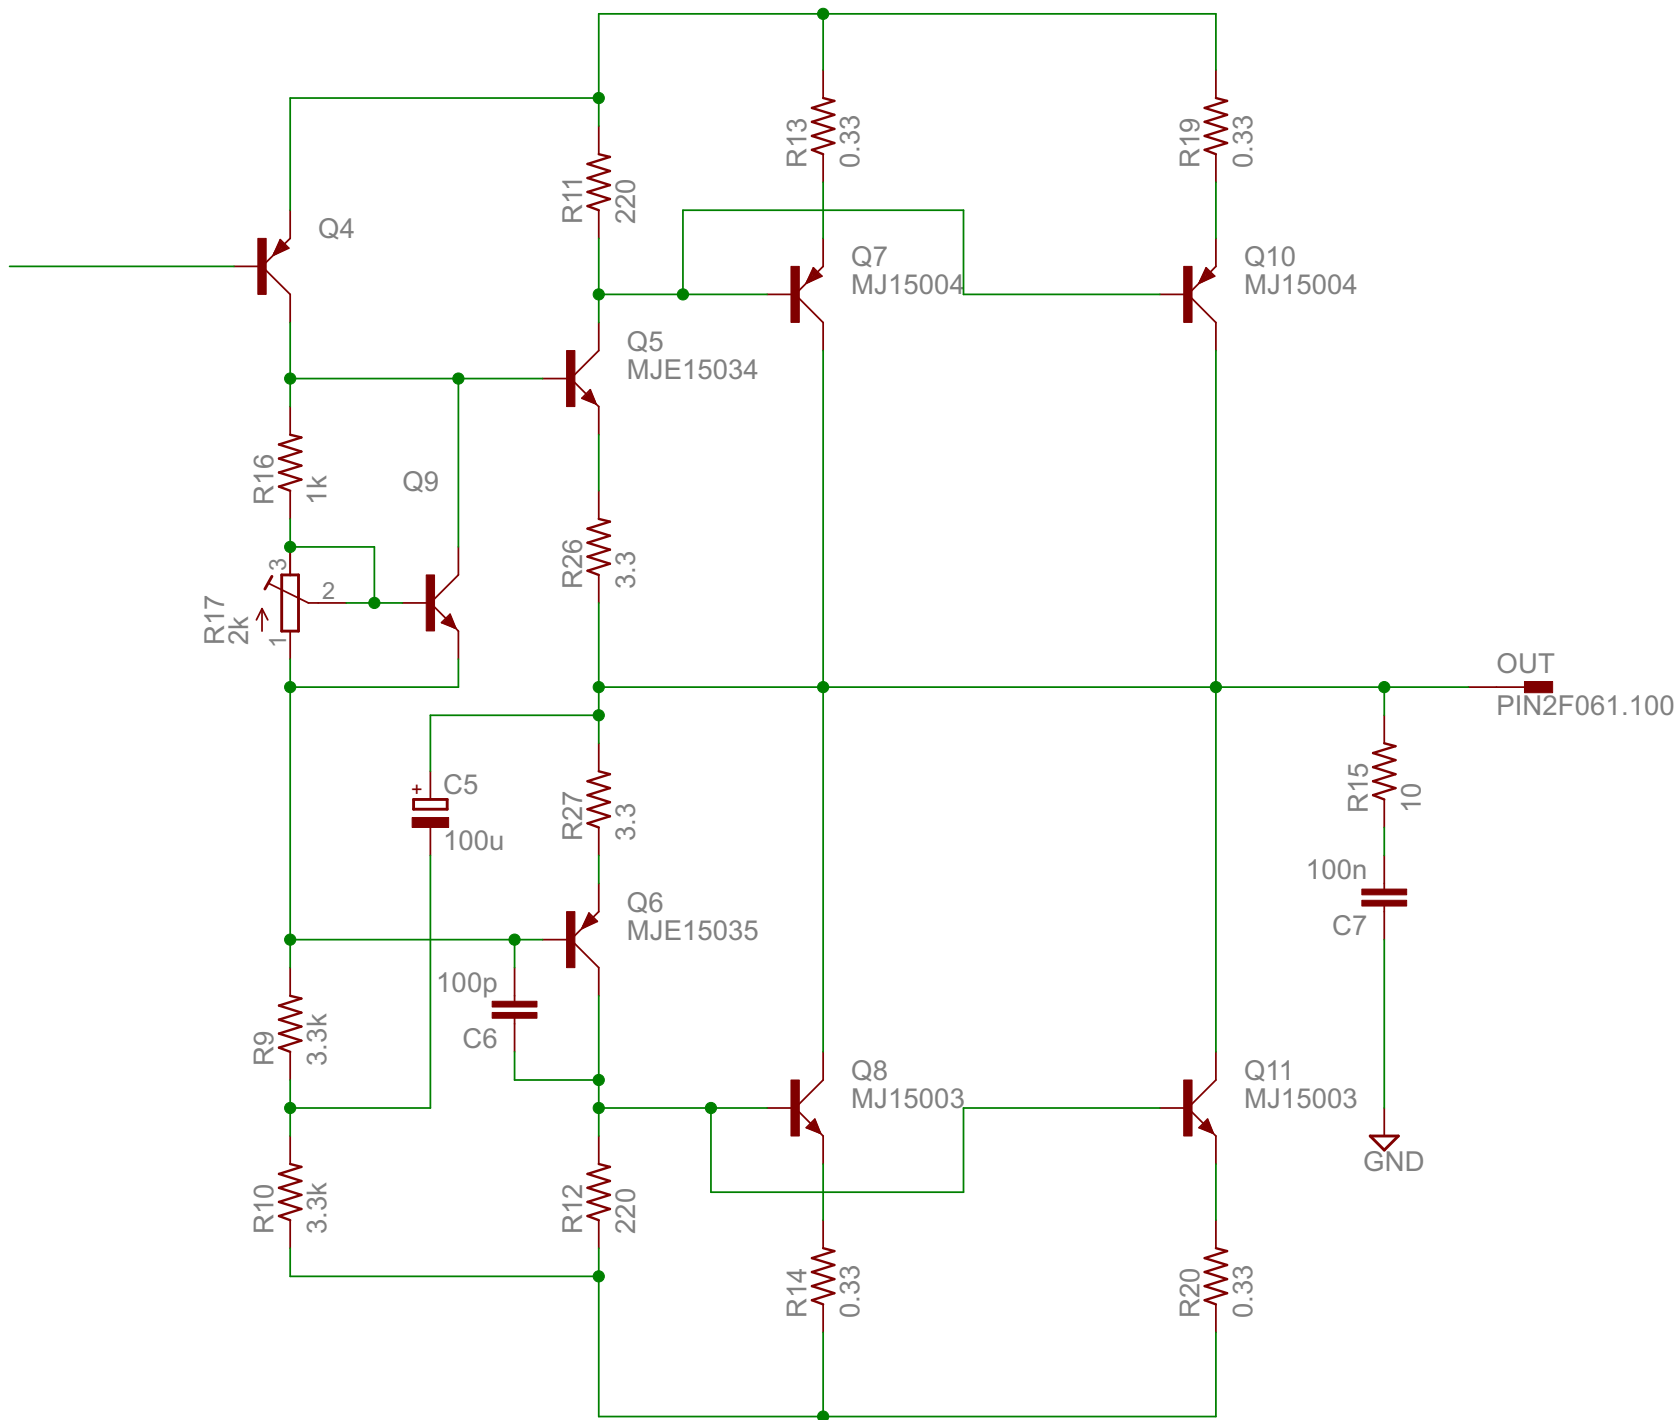 Q4
R11
220
R13
0.33
R19
0.33
Q7
MJ15004
Q10
MJ15004
Q5
MJE15034
R16
1k
Q9
R26
3.3
3
2
1
R17
2k
OUT
PIN2F061.100
+
C5
100u
R27
3.3
R15
10
100n
C7
Q6
MJE15035
100p
C6
R9
3.3k
Q8
MJ15003
Q11
MJ15003
GND
R10
3.3k
R12
220
R14
0.33
R20
0.33